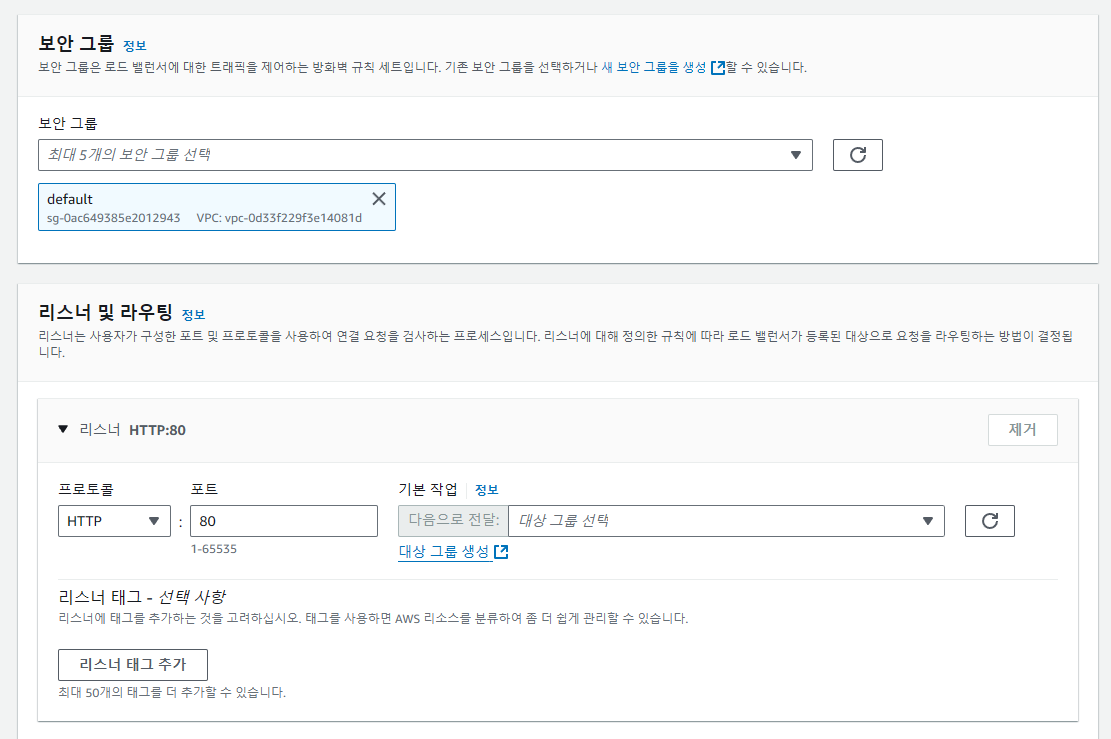 보안 그룹 정보
보안 그룹은 로드 밸런서에 대한 트래픽을 제어하는 방화벽 규칙 세트입니다. 기존 보안 그룹을 선택하거나 새 보안 그룹을 생성 할 수 있습니다.
보안 그룹
최대 5개의 보안 그룹 선택
default
sg-0ac649385e2012943 VPC: vpc-0d33f229f3e14081d
리스너 및 라우팅 정보
리스너는 사용자가 구성한 포트 및 프로토콜을 사용하여 연결 요청을 검사하는 프로세스입니다. 리스너에 대해 정의한 규칙에 따라 로드 밸런서가 등록된 대상으로 요청을 라우팅하는 방법이 결정됩
니다.
리스너 HTTP:80
제거
프로토콜 포트 기본 작업 정보
HTTP : 80 다음으로 전달: 대상 그룹 선택
1-65535
대상 그룹 생성
리스너 태그 - 선택 사항
리스너에 태그를 추가하는 것을 고려하십시오. 태그를 사용하면 AWS 리소스를 분류하여 좀 더 쉽게 관리할 수 있습니다.
리스너 태그 추가
최대 50개의 태그를 더 추가할 수 있습니다.